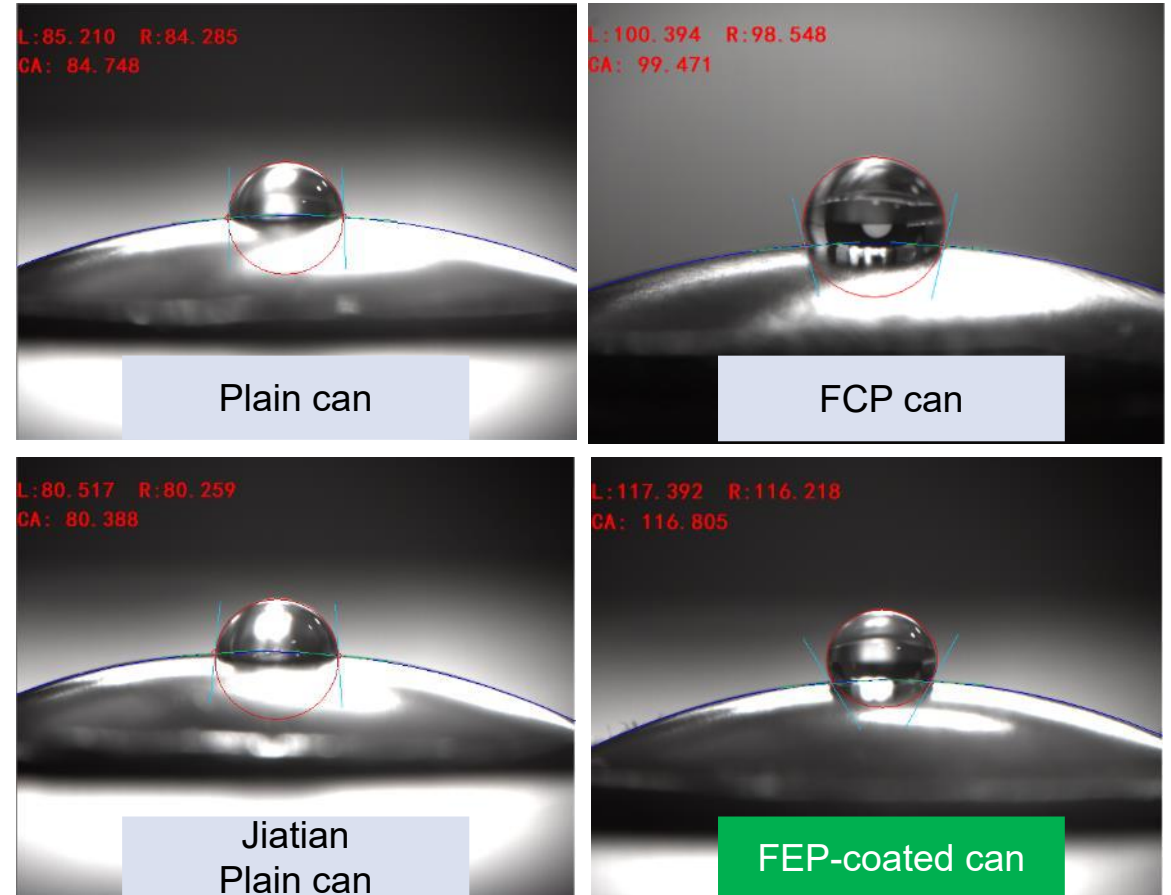 L:85.210 R:84.285
CA: 84.748
Plain can
L:100.394 R:98.548
CA: 99.471
FCP can
L:80.517 R:80.259
CA: 80.388
Jiatian
Plain can
L:117.392 R:116.218
CA: 116.805
FEP-coated can